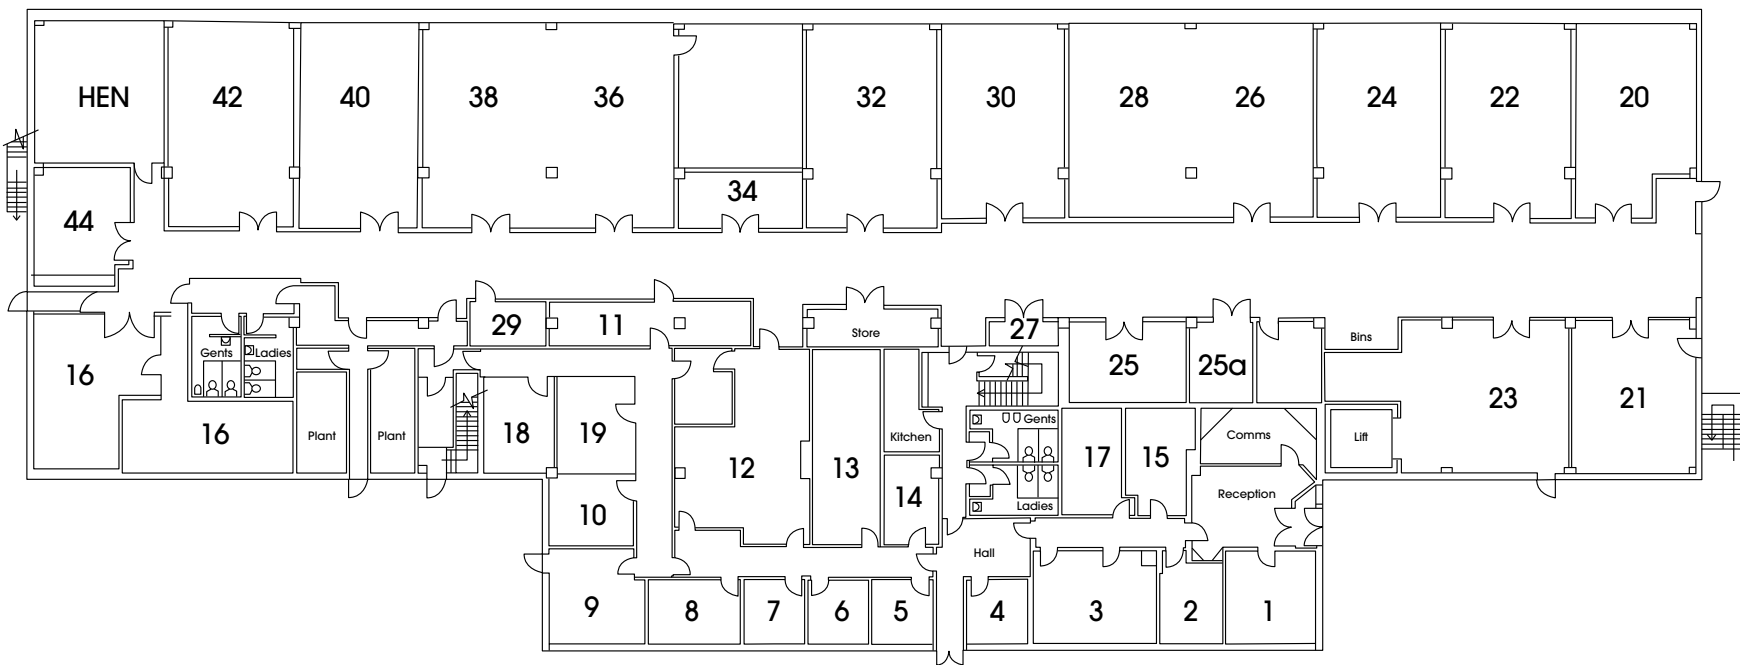 HEN
42
40
38
36
32
30
28
26
24
22
20
34
44
29
11
Store
27
Bins
16
Gents
Ladies
25
25a
23
21
16
Plant
Plant
18
19
12
13
Kitchen
Gents
17
15
Comms
Lift
10
14
Ladies
Reception
Hall
9
8
7
6
5
4
3
2
1